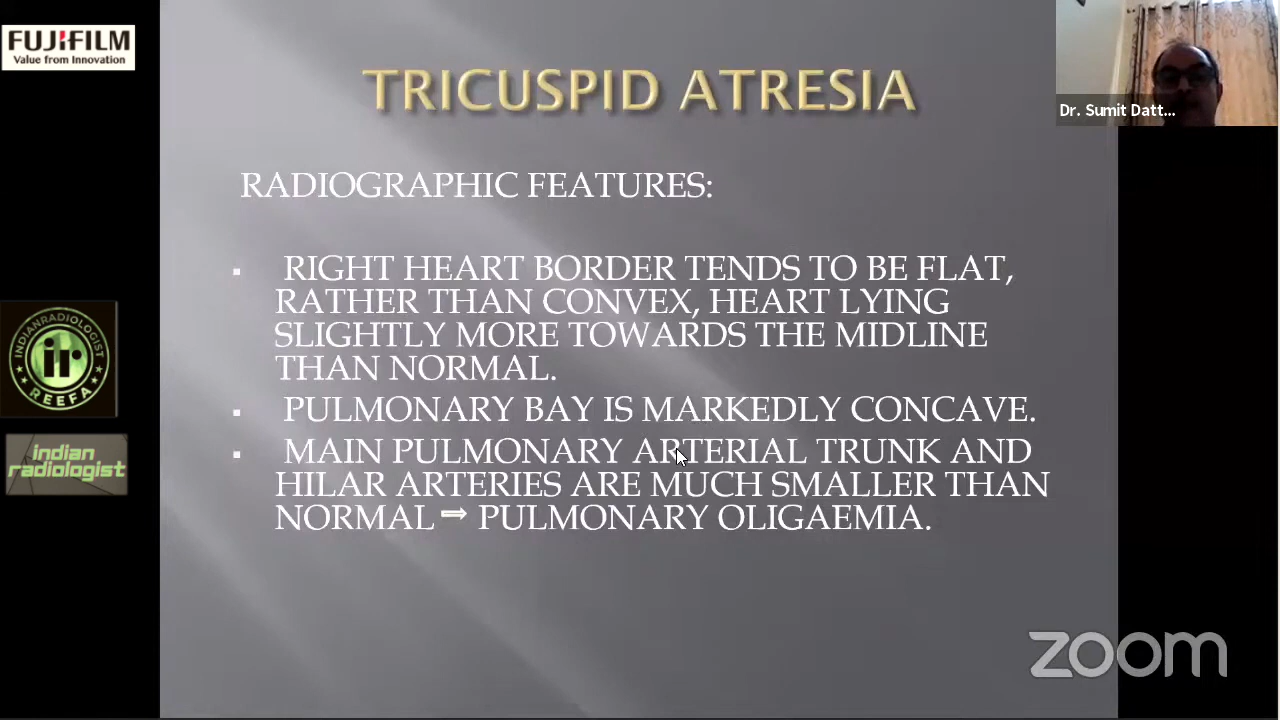 FUJIFILM
Value from Innovation
TRICUSPID ATRESIA
Dr. Sumit Datt...
RADIOGRAPHIC FEATURES:
RIGHT HEART BORDER TENDS TO BE FLAT,
RATHER THAN CONVEX, HEART LYING
SLIGHTLY MORE TOWARDS THE MIDLINE
THAN NORMAL.
PULMONARY BAY IS MARKEDLY CONCAVE.
MAIN PULMONARY ARTERIAL TRUNK AND
HILAR ARTERIES ARE MUCH SMALLER THAN
NORMAL ⇒ PULMONARY OLIGAEMIA.
INDIANRADIOLOGIST
ir
REEFA
indian
radiologist
zoom